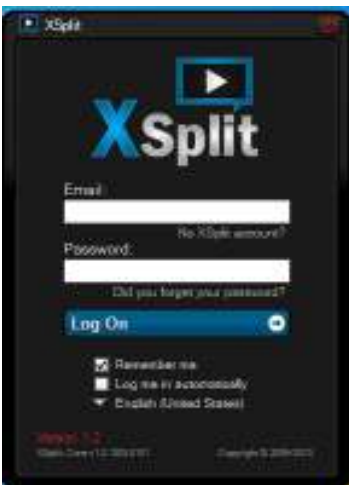 XSplit
XSplit
Email:
No XSplit account?
Password:
Did you forget your password?
Log On
Remember me
Log me in automatically
English (United States)
Version 1.2
Copyright ©